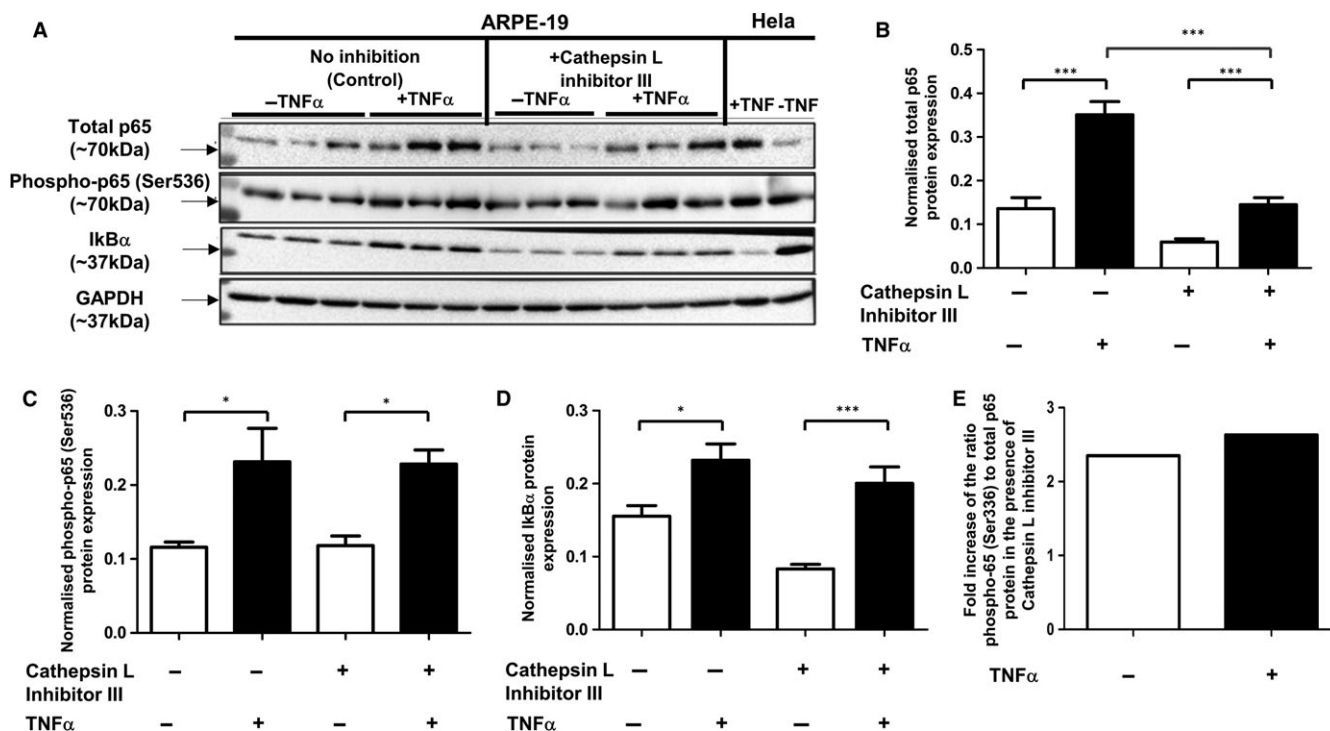 A
ARPE-19
Hela
No inhibition
(Control)
+Cathepsin L
inhibitor III
–TNFα
+TNFα
–TNFα
+TNFα
+TNF -TNF
Total p65
(~70kDa)
Phospho-p65 (Ser536)
(~70kDa)
IkBα
(~37kDa)
GAPDH
(~37kDa)
B
Normalised total p65
protein expression
0.5
0.4
0.3
0.2
0.1
0.0
***
***
***
Cathepsin L
Inhibitor III
– – + +
TNFα
– + – +
C
Normalised phospho-p65 (Ser536)
protein expression
0.3
0.2
0.1
0.0
*
*
Cathepsin L
Inhibitor III
– – + +
TNFα
– + – +
D
Normalised IkBα protein
expression
0.3
0.2
0.1
0.0
*
***
– – + +
TNFα
– + – +
E
Fold increase of the ratio
phospho-65 (Ser336) to total p65
protein in the presence of
Cathepsin L inhibitor III
3
2
1
0
TNFα
– +